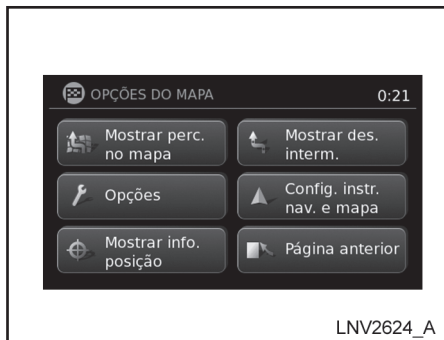 OPÇÕES DO MAPA 0:21
Mostrar perc.
no mapa
Mostrar des.
interm.
Opções
Config. instr.
nav. e mapa
Mostrar info.
posição
Página anterior
LNV2624_A